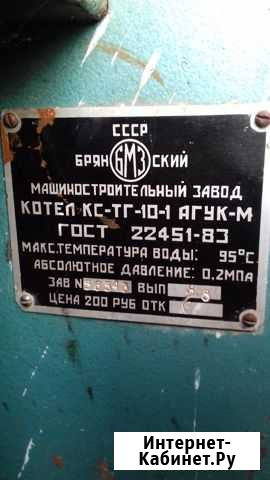 СССР
БРЯН БМЗ СКИЙ
МАШИНОСТРОИТЕЛЬНЫЙ ЗАВОД
КОТЕЛ КС-ТГ-10-1 АГУК-М
ГОСТ 22451-83
МАКС.ТЕМПЕРАТУРА ВОДЫ: 95°С
АБСОЛЮТНОЕ ДАВЛЕНИЕ: 0.2МПА
ЗАВ № ВЫП
ЦЕНА 200 РУБ ОТК
Интернет-
Кабинет.Ру